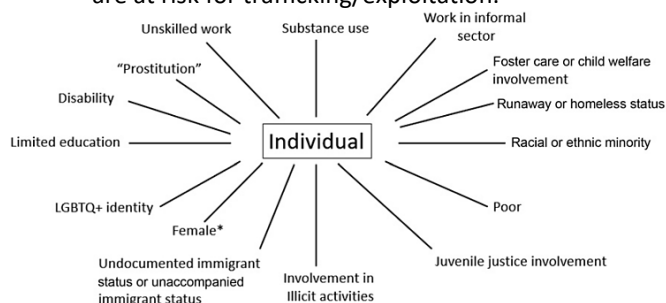 are at risk for trafficking/exploitation.
Work in informal
sector
Substance use
Unskilled work
Foster care or child welfare
involvement
"Prostitution"
Runaway or homeless status
Disability
Individual
Limited education
Racial or ethnic minority
LGBTQ+ identity
Poor
Female*
Undocumented immigrant
status or unaccompanied
immigrant status
Juvenile justice involvement
Involvement in
Illicit activities